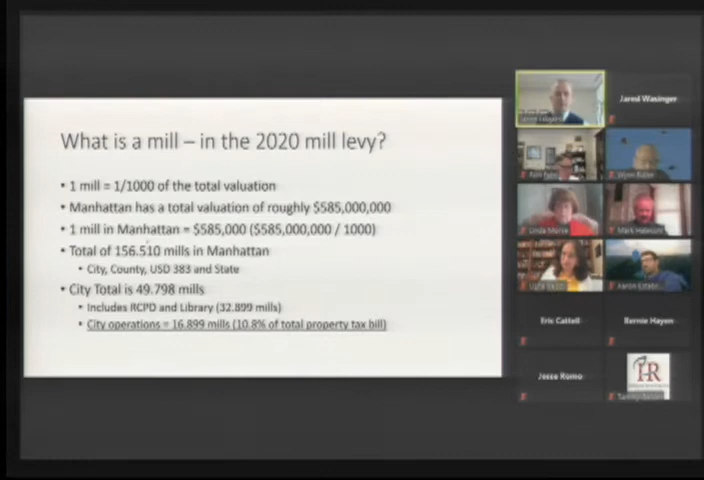 What is a mill – in the 2020 mill levy?
• 1 mill = 1/1000 of the total valuation
• Manhattan has a total valuation of roughly $585,000,000
• 1 mill in Manhattan = $585,000 ($585,000,000 / 1000)
• Total of 156.510 mills in Manhattan
• City, County, USD 383 and State
• City Total is 49.798 mills
• Includes RCPD and Library (32.899 mills)
• City operations = 16.899 mills (10.8% of total property tax bill)
Jared Wasinger
Wynn Butler
Linda Morse
Mark Hatesohl
Aaron Estabro
Eric Cattell
Bernie Hayen
Jesse Romo
HR